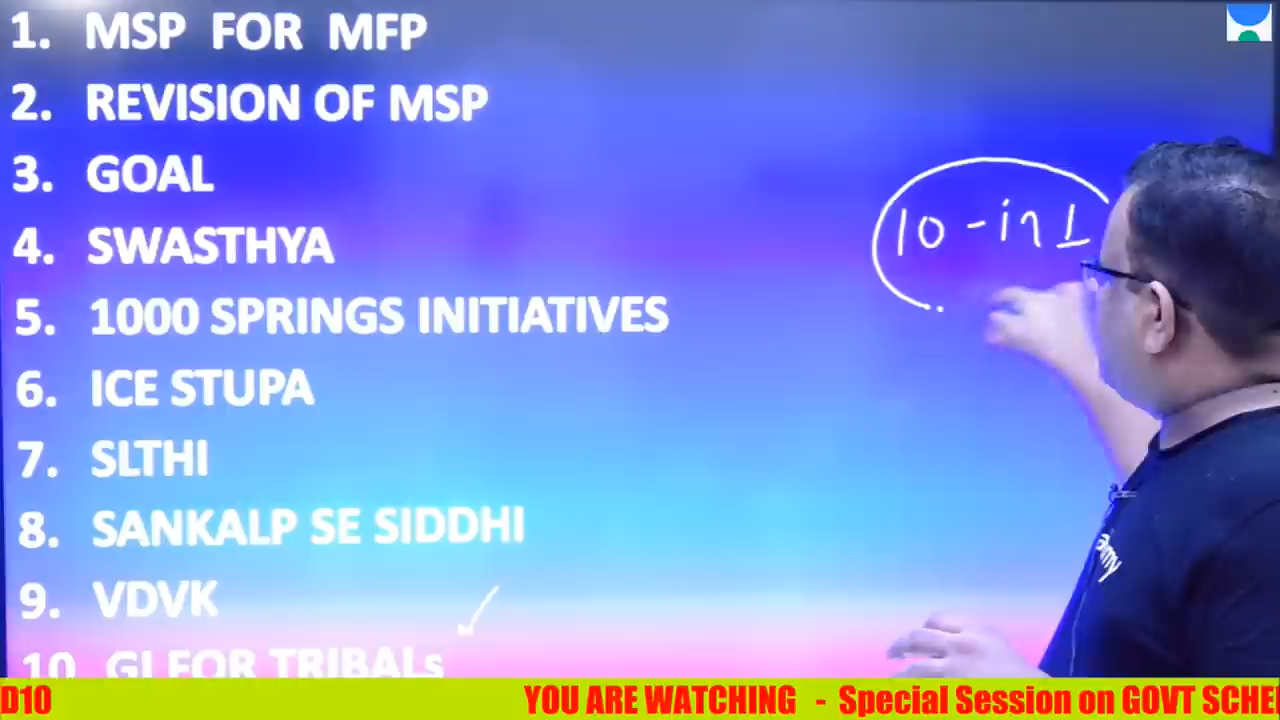 1. MSP FOR MFP
2. REVISION OF MSP
3. GOAL
4. SWASTHYA
10-in1
5. 1000 SPRINGS INITIATIVES
6. ICE STUPA
7. SLTHI
8. SANKALP SE SIDDHI
9. VDVK
10. GI FOR TRIBALs
D10 YOU ARE WATCHING - Special Session on GOVT SCHE